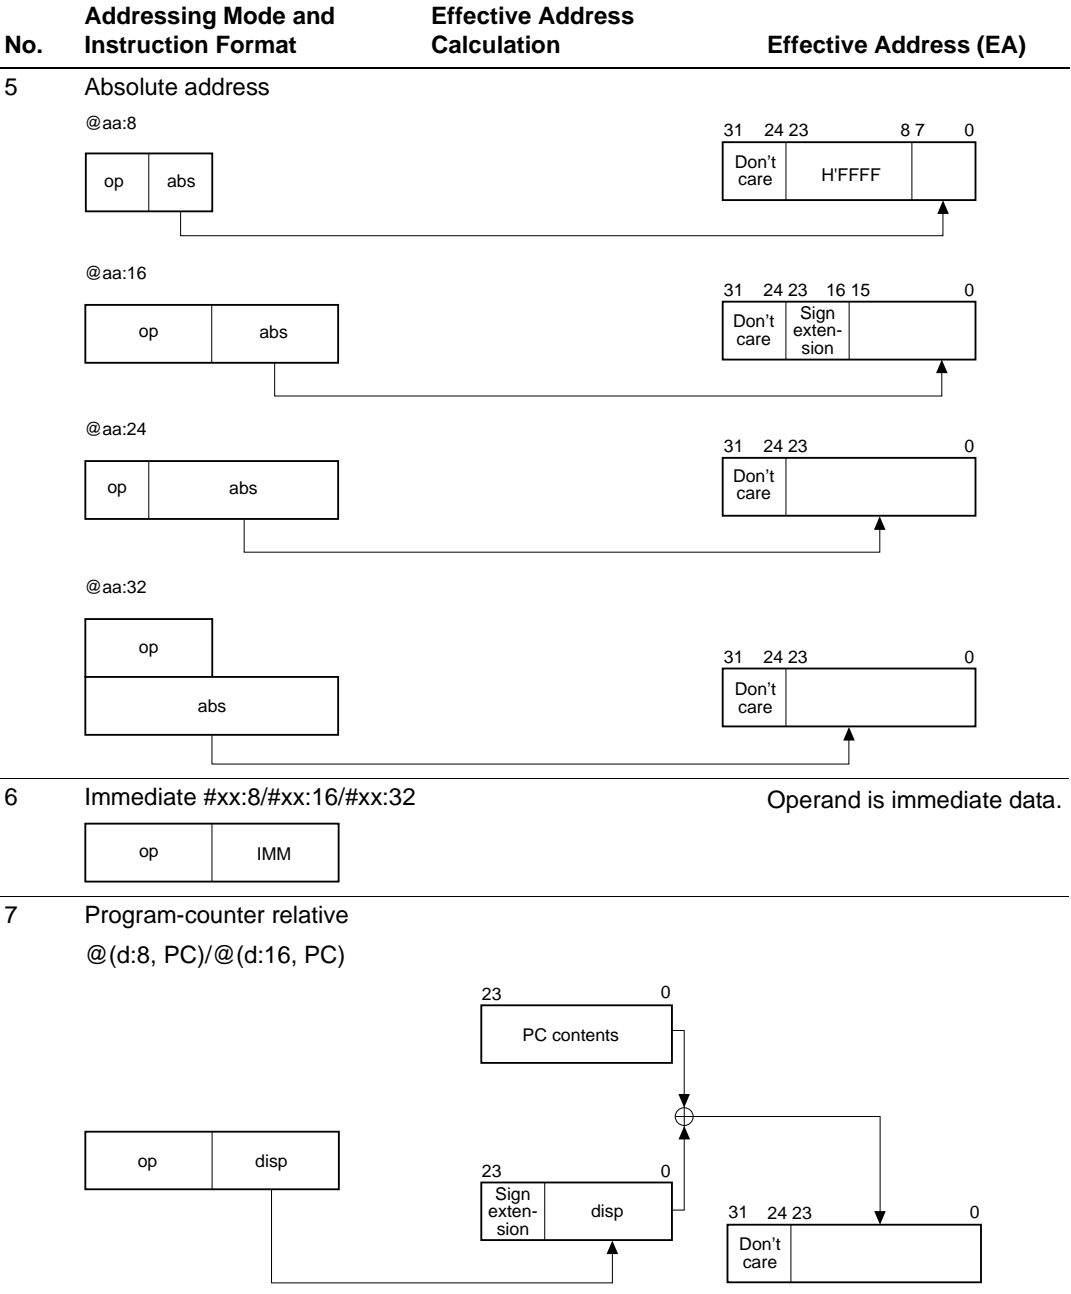 Addressing Mode and
Instruction Format
Effective Address
Calculation
No.
Effective Address (EA)
5 Absolute address
@aa:8
op abs
31 24 23 8 7 0
Don't
care
H'FFFF
@aa:16
op abs
31 24 23 16 15 0
Don't
care
Sign
exten-
sion
@aa:24
op abs
31 24 23 0
Don't
care
@aa:32
op
abs
31 24 23 0
Don't
care
6 Immediate #xx:8/#xx:16/#xx:32
Operand is immediate data.
op IMM
7 Program-counter relative
@(d:8, PC)/@(d:16, PC)
23 0
PC contents
op disp
23 0
Sign
exten-
sion
disp
31 24 23 0
Don't
care